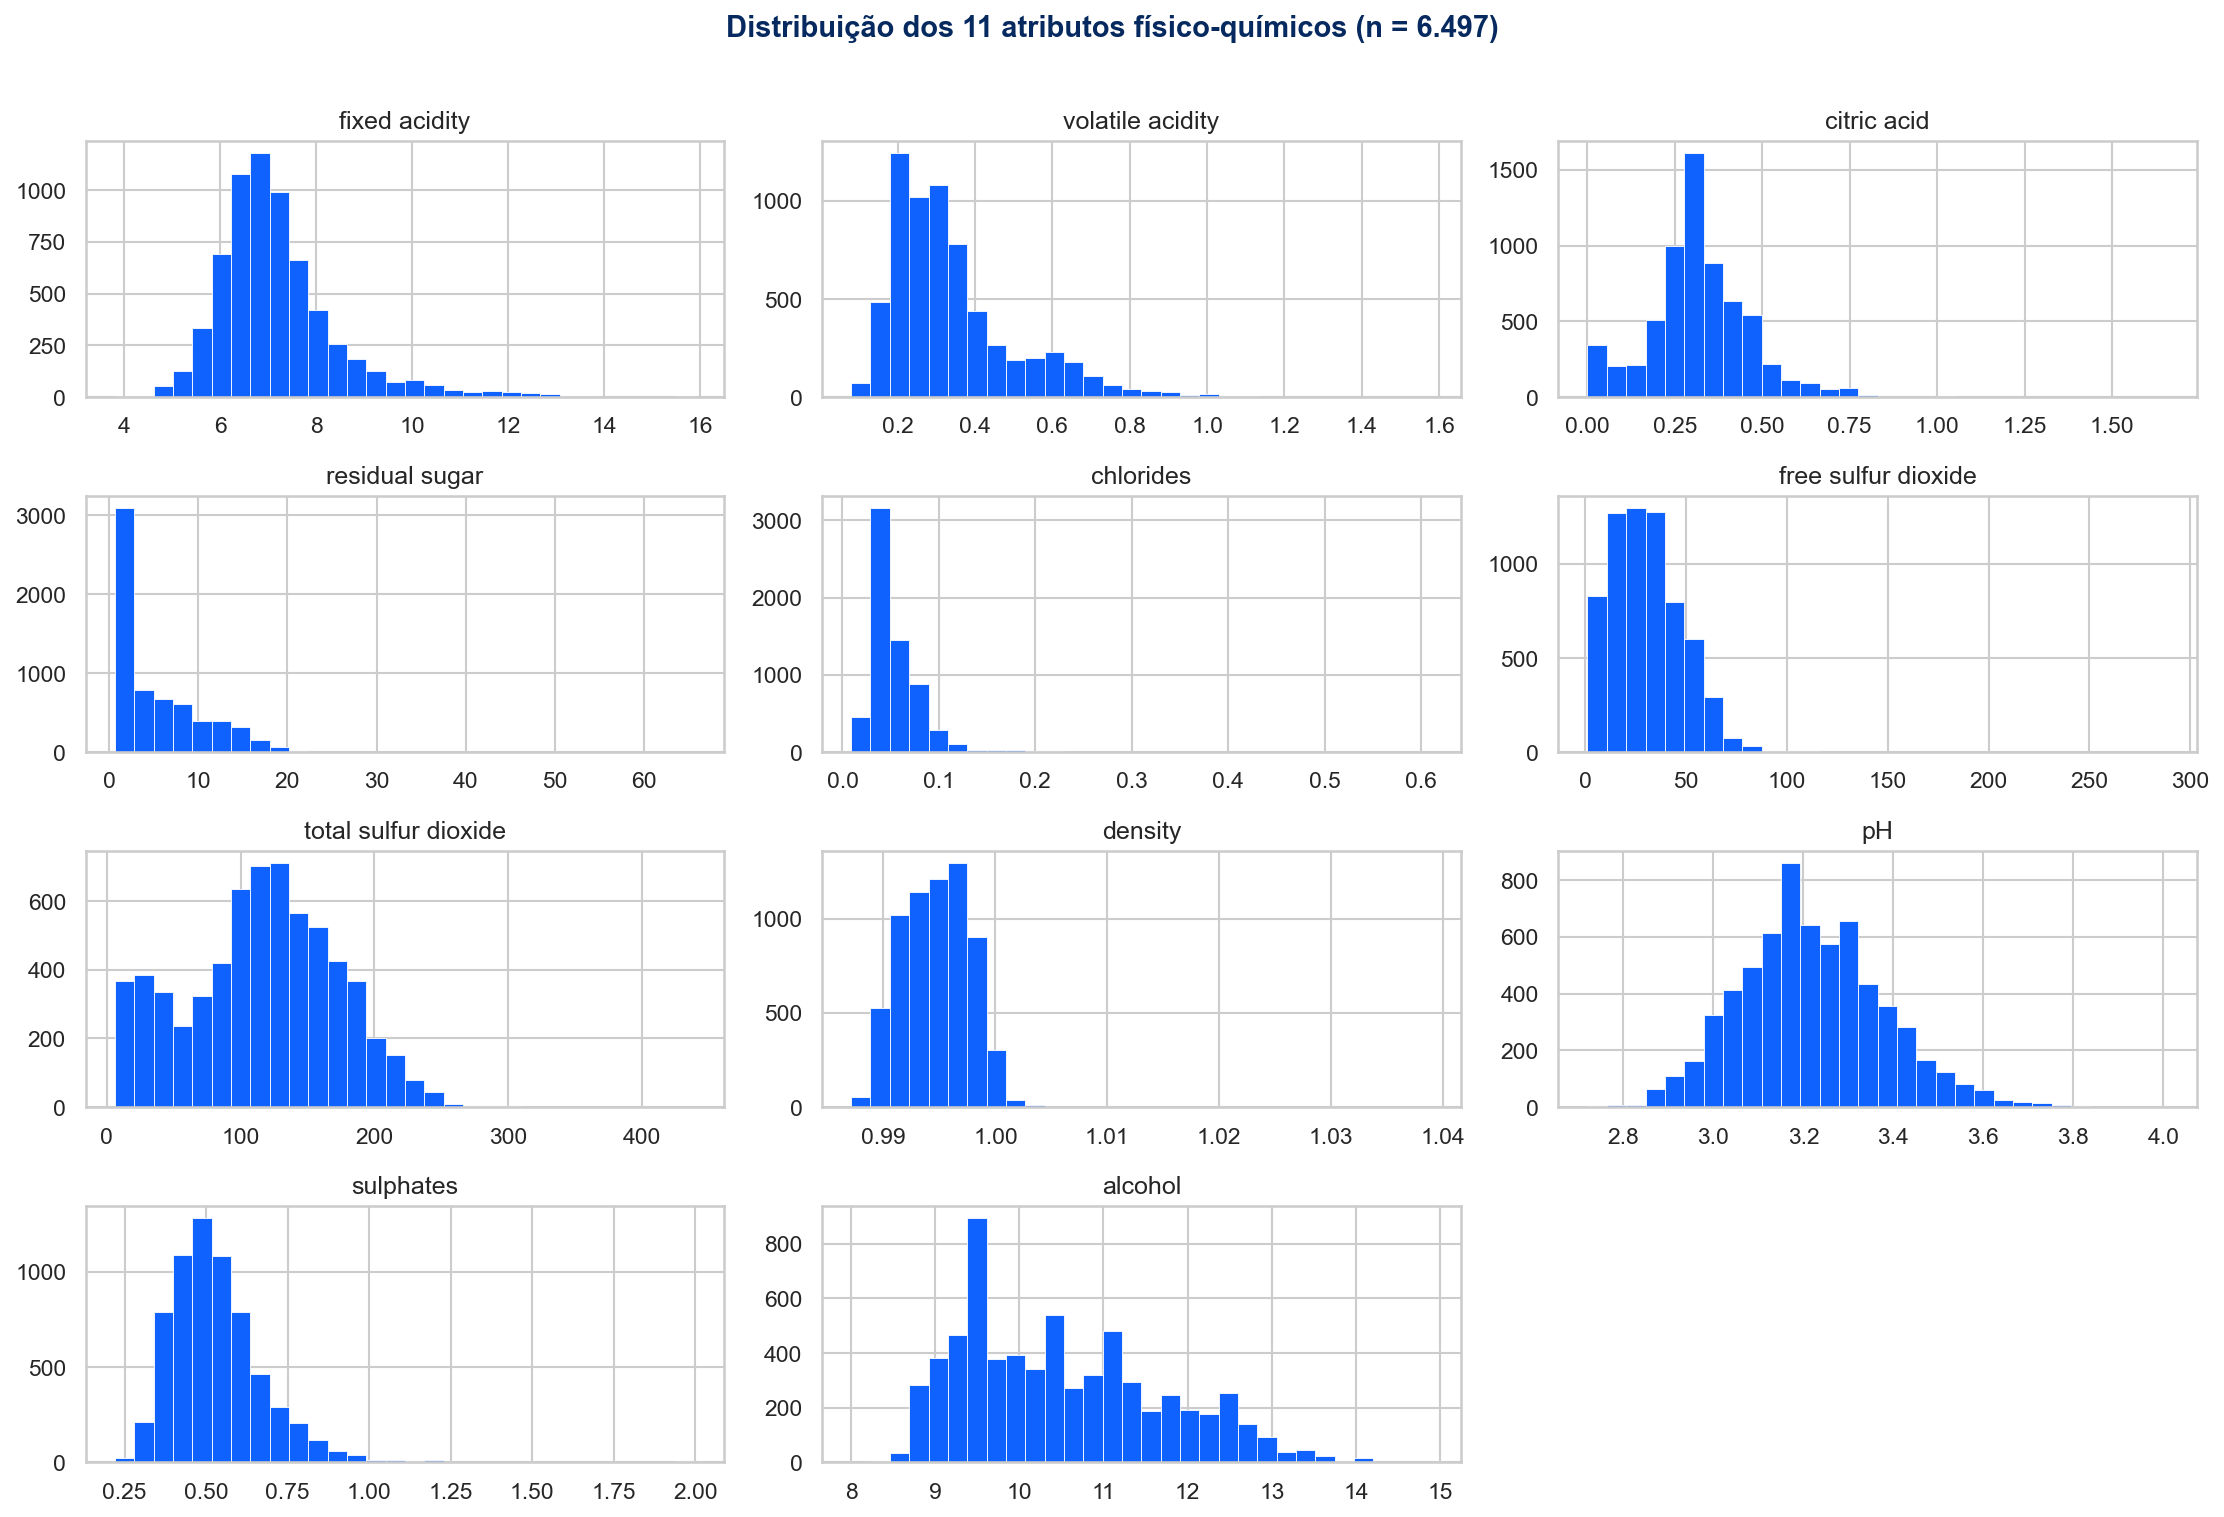 Distribuição dos 11 atributos físico-químicos (n = 6.497)
fixed acidity
1000
750
500
250
0
4 6 8 10 12 14 16
volatile acidity
1000
500
0
0.2 0.4 0.6 0.8 1.0 1.2 1.4 1.6
citric acid
1500
1000
500
0
0.00 0.25 0.50 0.75 1.00 1.25 1.50
residual sugar
3000
2000
1000
0
0 10 20 30 40 50 60
chlorides
3000
2000
1000
0
0.0 0.1 0.2 0.3 0.4 0.5 0.6
free sulfur dioxide
1000
500
0
0 50 100 150 200 250 300
total sulfur dioxide
600
400
200
0
0 100 200 300 400
density
1000
500
0
0.99 1.00 1.01 1.02 1.03 1.04
pH
800
600
400
200
0
2.8 3.0 3.2 3.4 3.6 3.8 4.0
sulphates
1000
500
0
0.25 0.50 0.75 1.00 1.25 1.50 1.75 2.00
alcohol
800
600
400
200
0
8 9 10 11 12 13 14 15